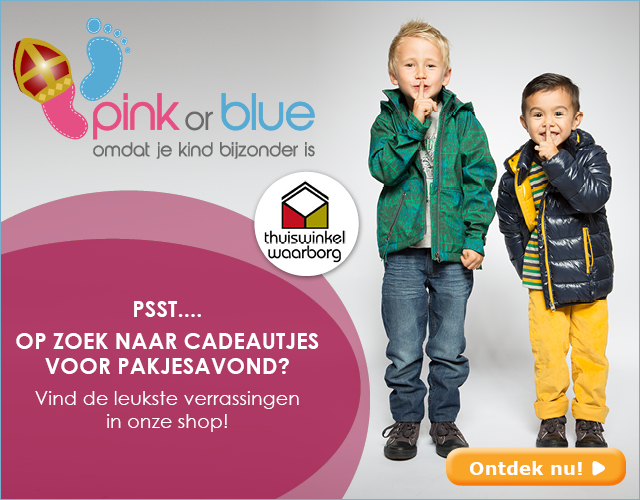 pink or blue
omdat je kind bijzonder is
thuiswinkel
waarborg
PSST....
OP ZOEK NAAR CADEAUTJES
VOOR PAKJESAVOND?
Vind de leukste verrassingen
in onze shop!
Ontdek nu!